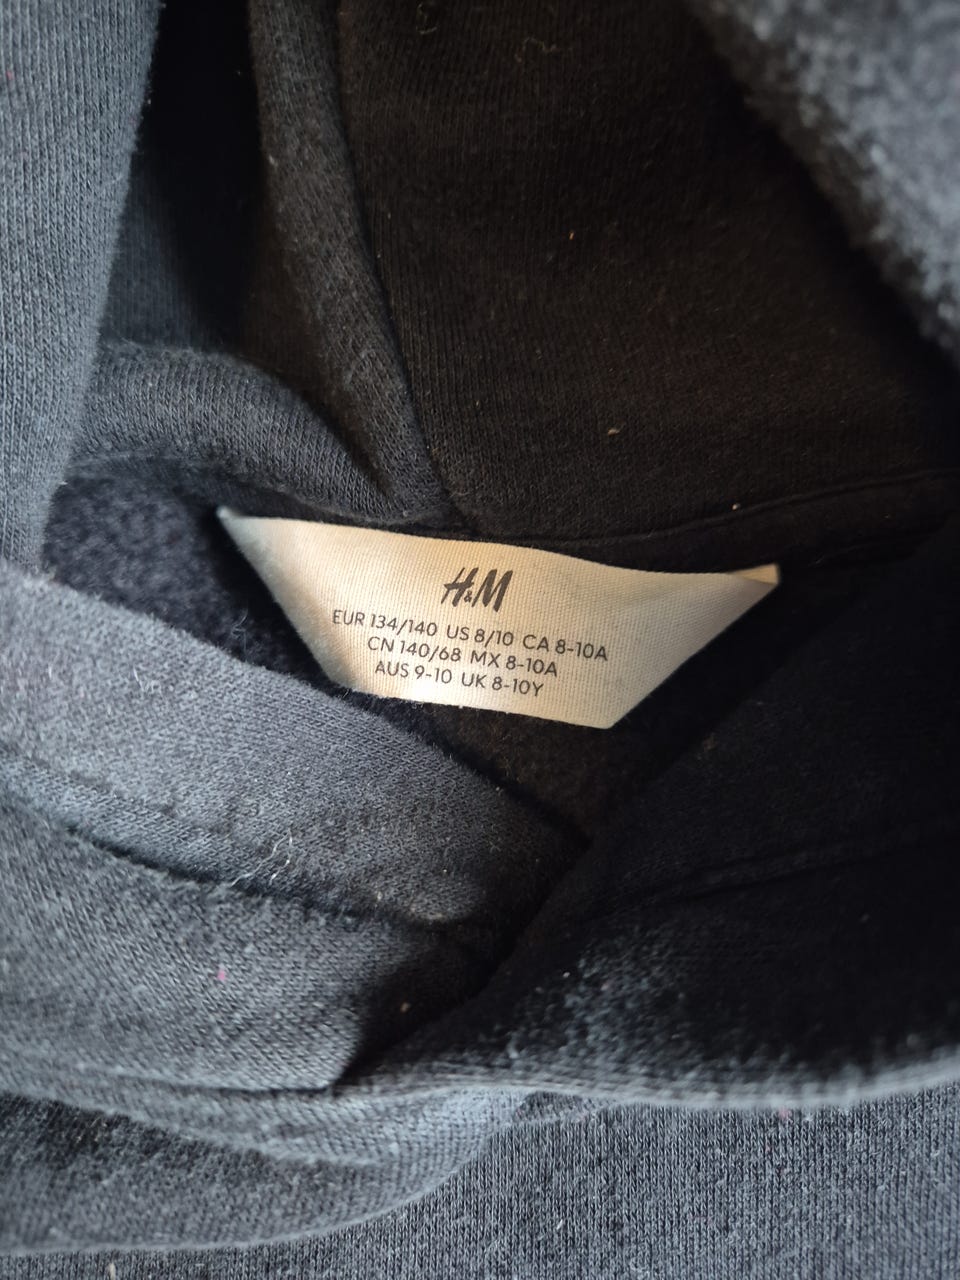 H&M
EUR 134/140 US 8/10 CA 8-10A
CN 140/68 MX 8-10A
AUS 9-10 UK 8-10Y